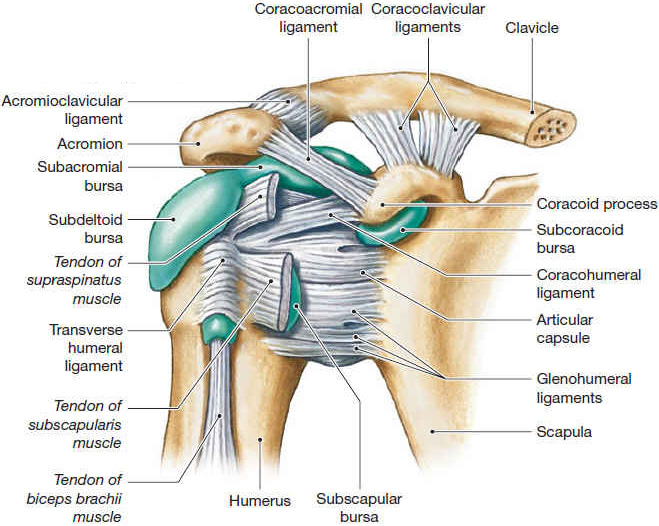 Coracoacromial
ligament
Coracoclavicular
ligaments
Clavicle
Acromioclavicular
ligament
Acromion
Subacromial
bursa
Subdeltoid
bursa
Tendon of
supraspinatus
muscle
Transverse
humeral
ligament
Tendon of
subscapularis
muscle
Tendon of
biceps brachii
muscle
Humerus
Subscapular
bursa
Coracoid process
Subcoracoid
bursa
Coracohumeral
ligament
Articular
capsule
Glenohumeral
ligaments
Scapula